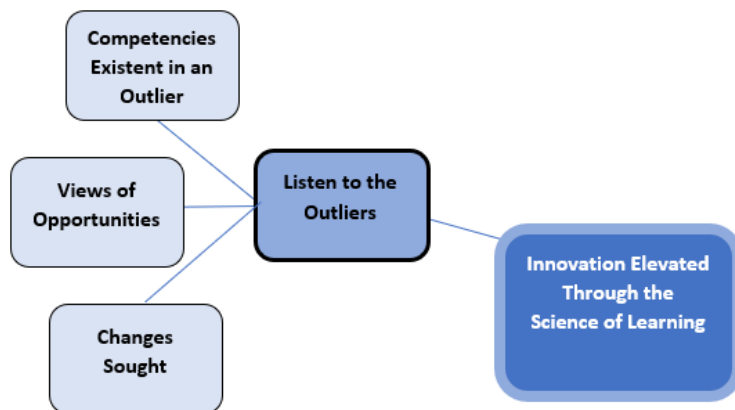 Competencies
Existent in an
Outlier
Views of
Opportunities
Changes
Sought
Listen to the
Outliers
Innovation Elevated
Through the
Science of Learning